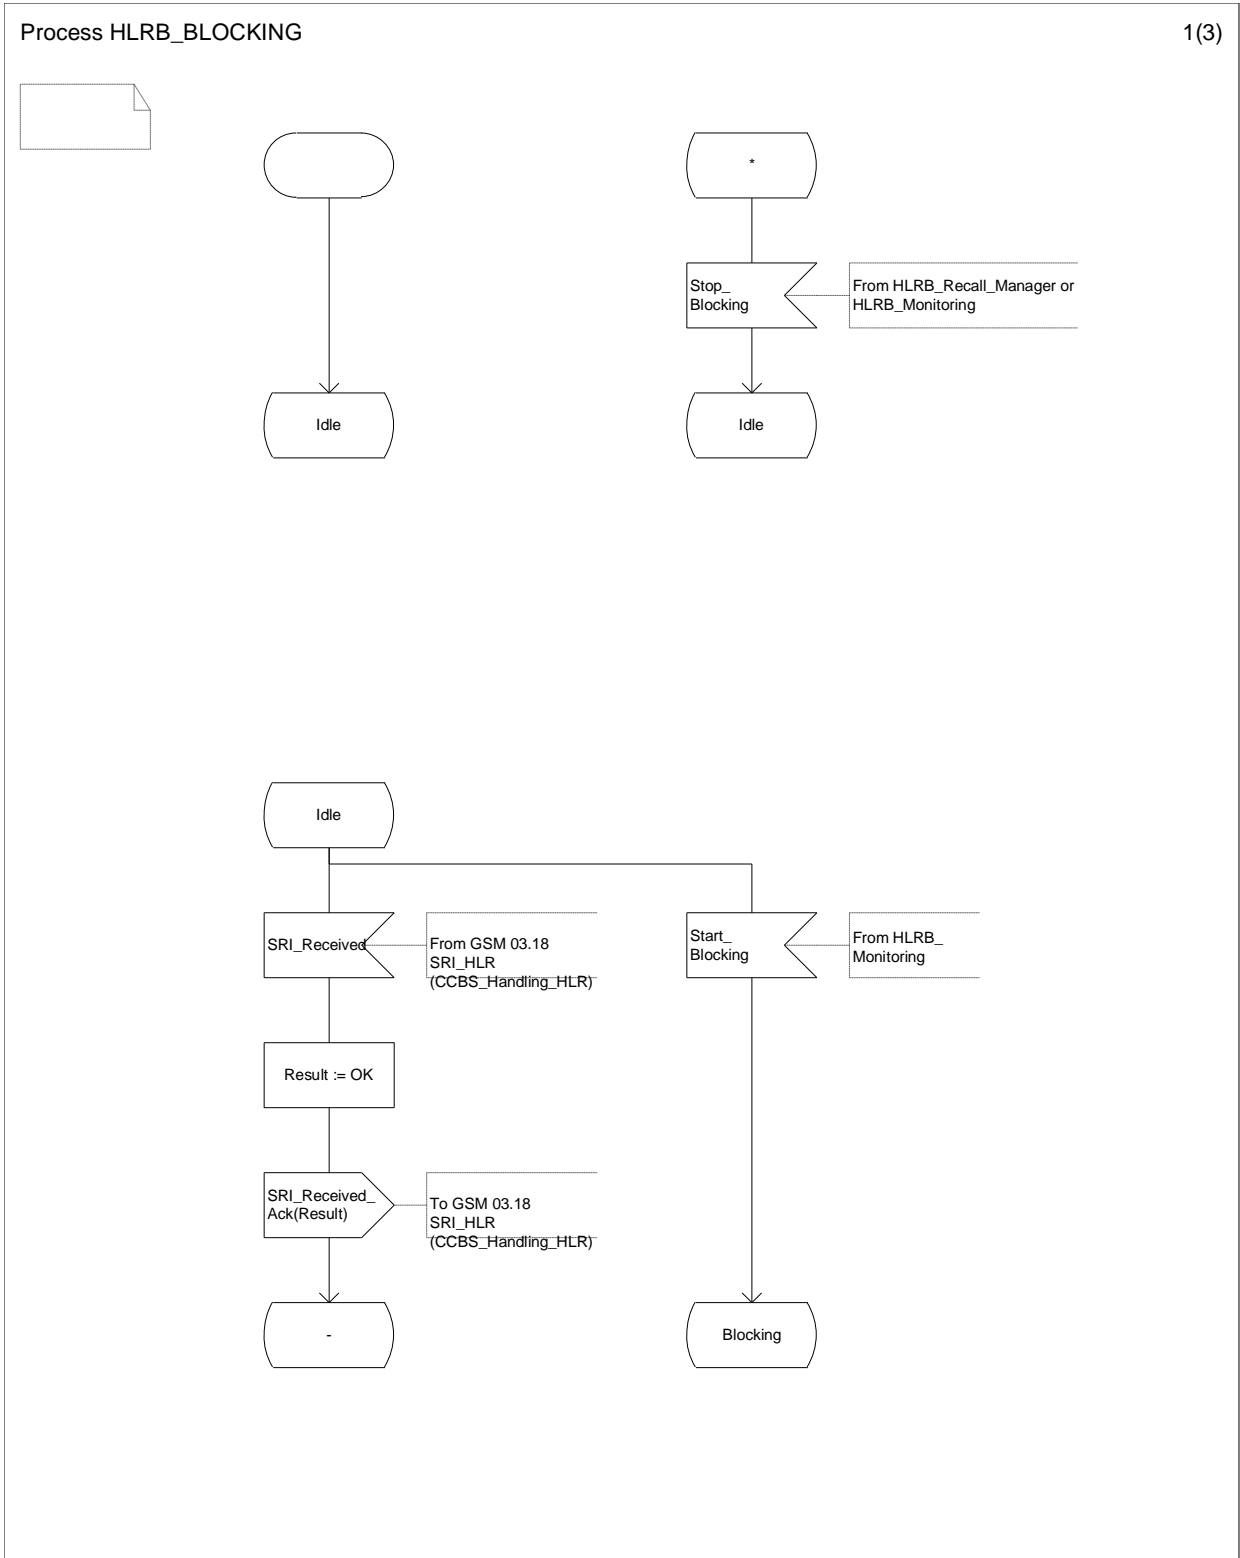 Process HLRB_BLOCKING
1(3)
*
Stop_
Blocking
From HLRB_Recall_Manager or
HLRB_Monitoring
Idle
Idle
Idle
SRI_Received
From GSM 03.18
SRI_HLR
(CCBS_Handling_HLR)
Start_
Blocking
From HLRB_
Monitoring
Result := OK
SRI_Received_
Ack(Result)
To GSM 03.18
SRI_HLR
(CCBS_Handling_HLR)
-
Blocking